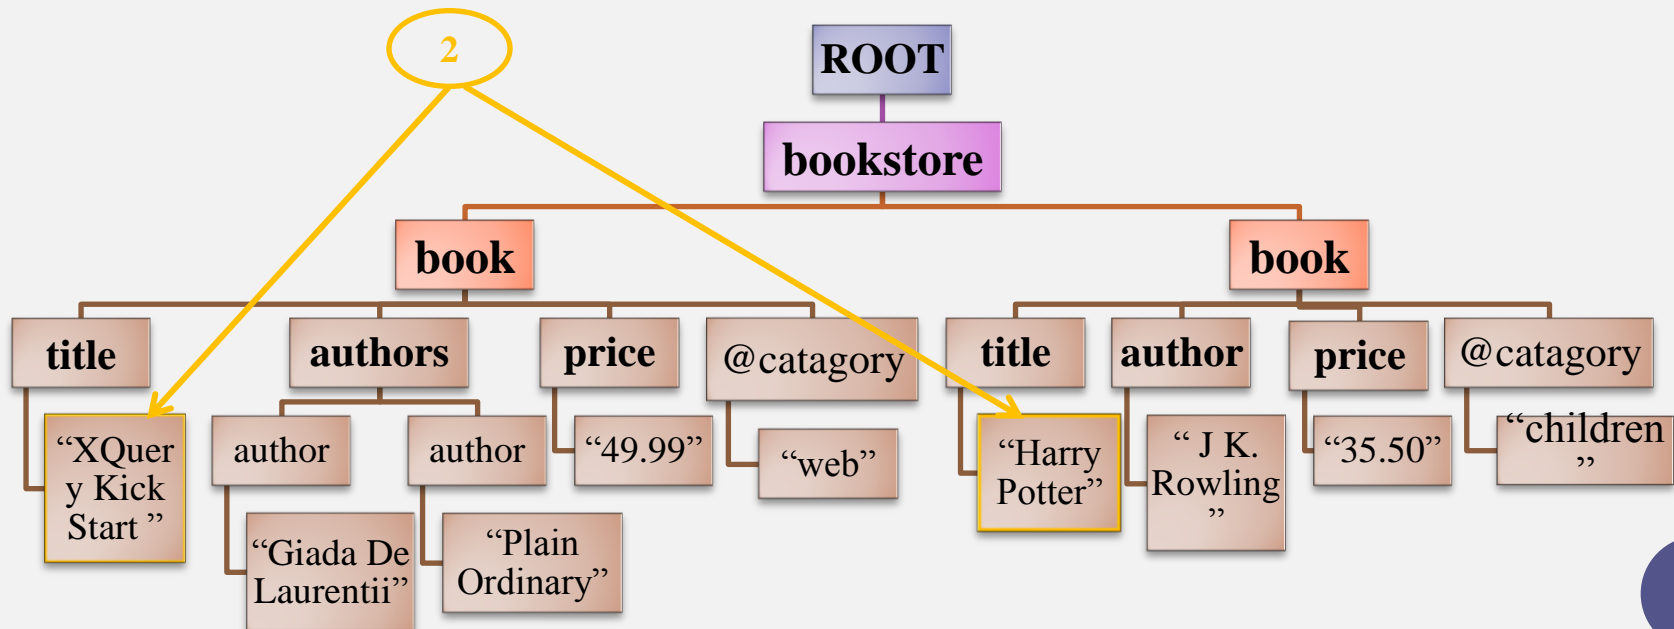 2
ROOT
bookstore
book
book
title
authors
price
@catagory
title
author
price
@catagory
“XQuer
y Kick
Start ”
author
author
“49.99”
“web”
“Harry
Potter”
“ J K.
Rowling
”
“35.50”
“children
”
“Giada De
Laurentii”
“Plain
Ordinary”